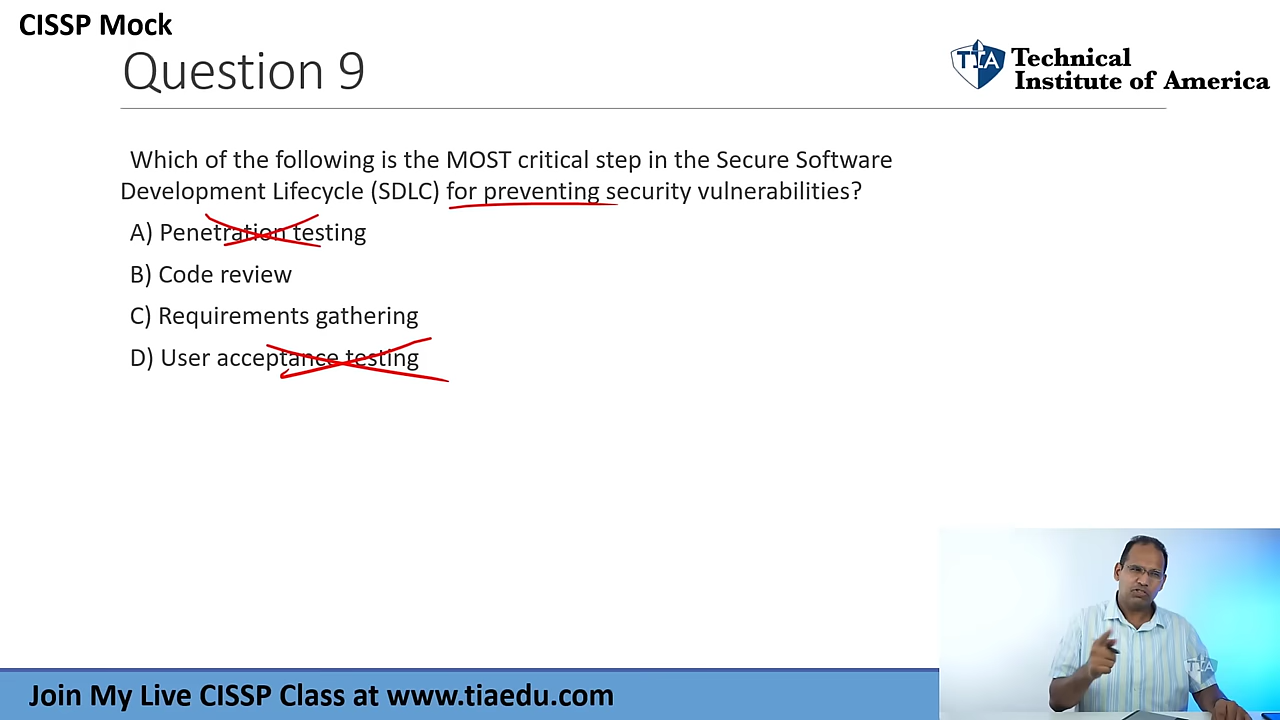 CISSP Mock
Question 9
TIA Technical
Institute of America
Which of the following is the MOST critical step in the Secure Software
Development Lifecycle (SDLC) for preventing security vulnerabilities?
A) Penetration testing
B) Code review
C) Requirements gathering
D) User acceptance testing
TIA
Join My Live CISSP Class at www.tiaedu.com